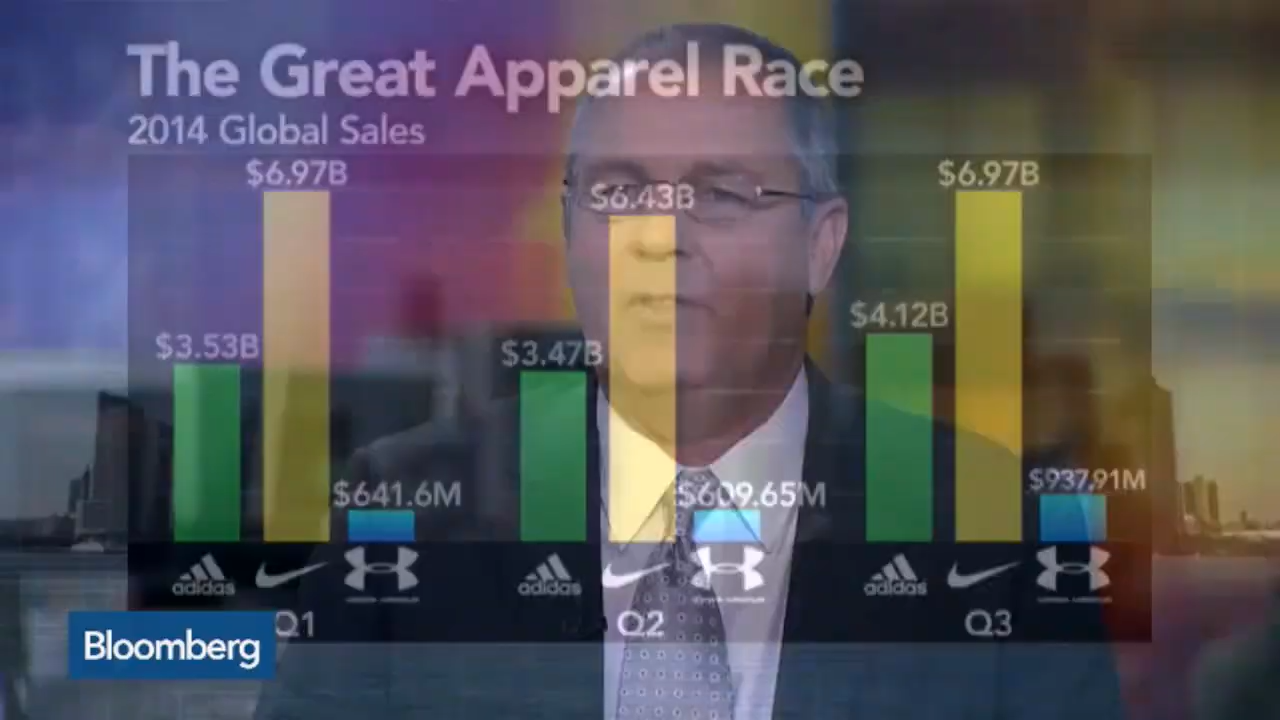 The Great Apparel Race
2014 Global Sales
$6.97B
$6.43B
$6.97B
$3.53B
$3.47B
$4.12B
$641.6M
$609.65M
$937.91M
adidas
adidas
adidas
Q1
Q2
Q3
Bloomberg